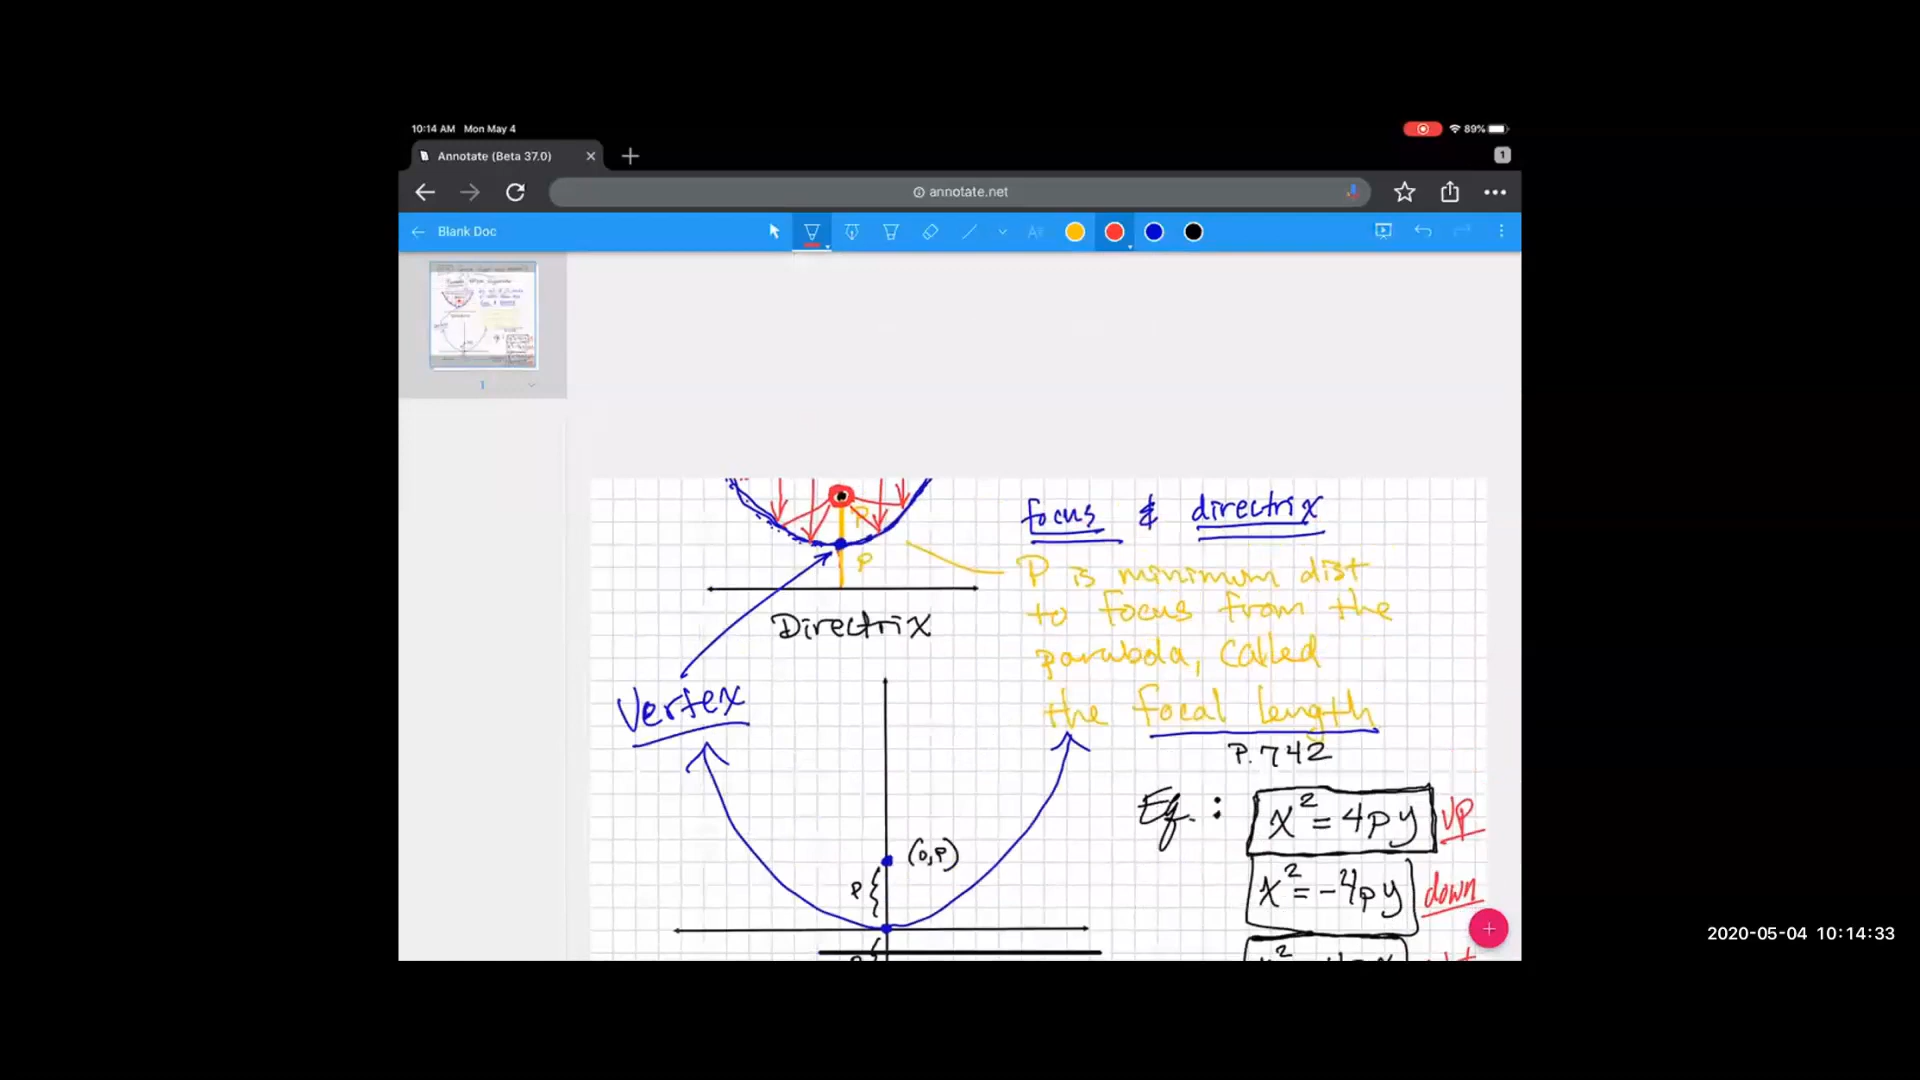 10:14 AM Mon May 4
89%
Annotate (Beta 37.0)
1
annotate.net
Blank Doc
1
focus & directrix
P
P
P is minimum dist
to focus from the
parabola, called
the focal length
Directrix
Vertex
P.742
Eq. : x² = 4py up
(0,P)
P
x² = -4py down
2020-05-04 10:14:33